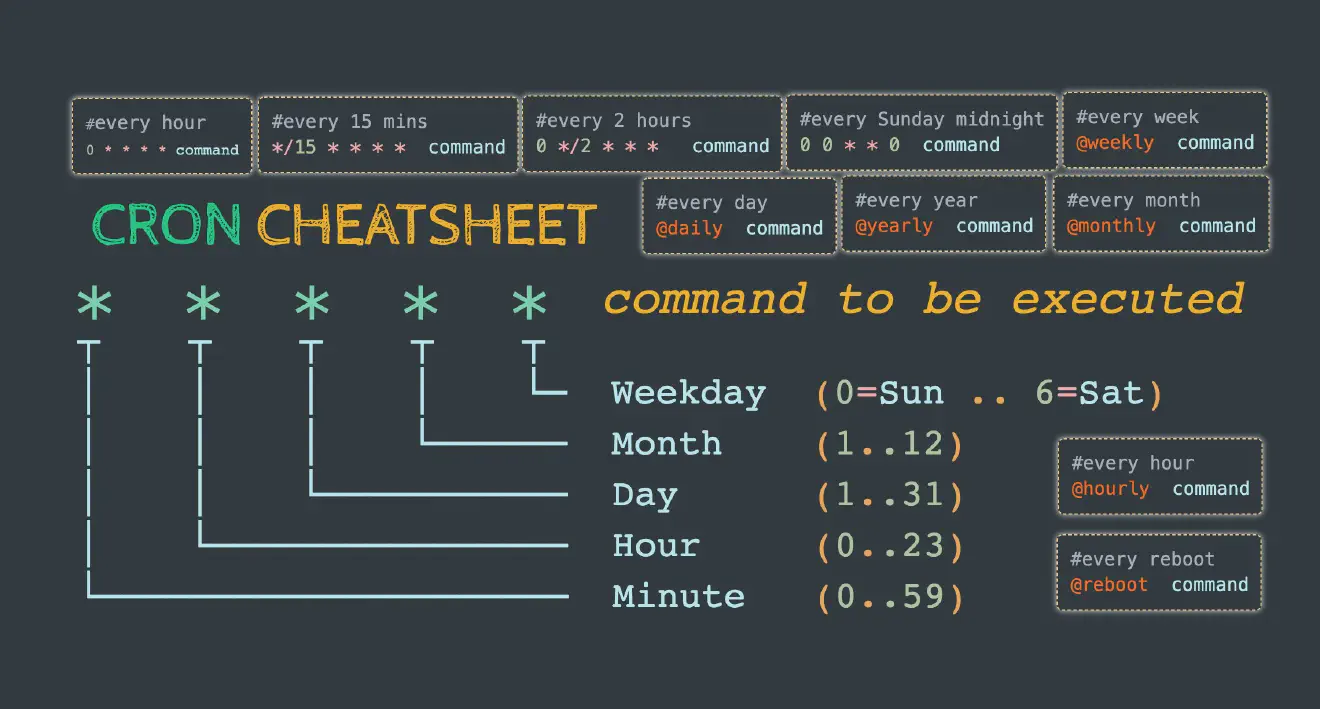 #every hour
0 * * * * command
#every 15 mins
*/15 * * * * command
#every 2 hours
0 */2 * * * command
#every Sunday midnight
0 0 * * 0 command
#every week
@weekly command
#every day
@daily command
#every year
@yearly command
#every month
@monthly command
CRON CHEATSHEET
* * * * * command to be executed
Weekday (0=Sun .. 6=Sat)
Month (1..12)
Day (1..31)
Hour (0..23)
Minute (0..59)
#every hour
@hourly command
#every reboot
@reboot command